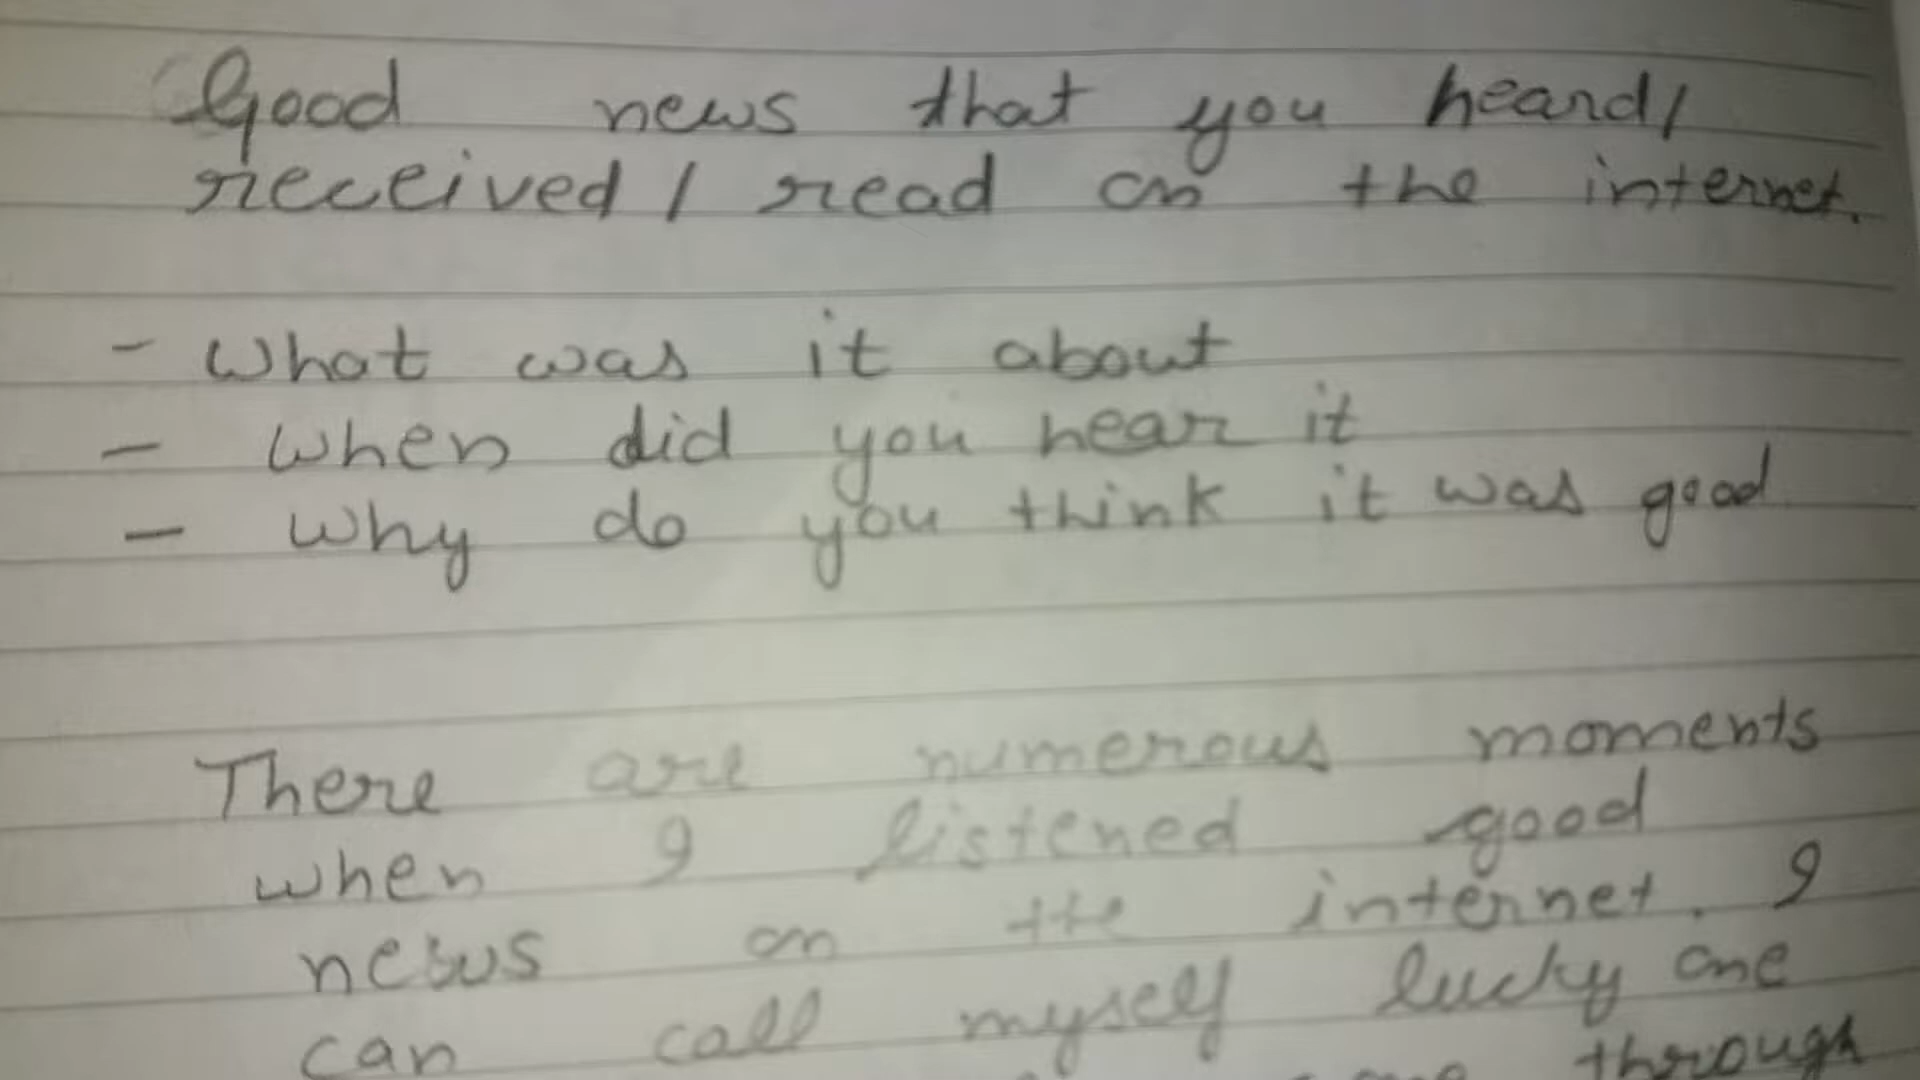 Good news that you heard/
received / read on the internet.
- What was it about
- When did you hear it
- Why do you think it was good
There are numerous moments
when I listened good
news on the internet. I
can call myself lucky one
through